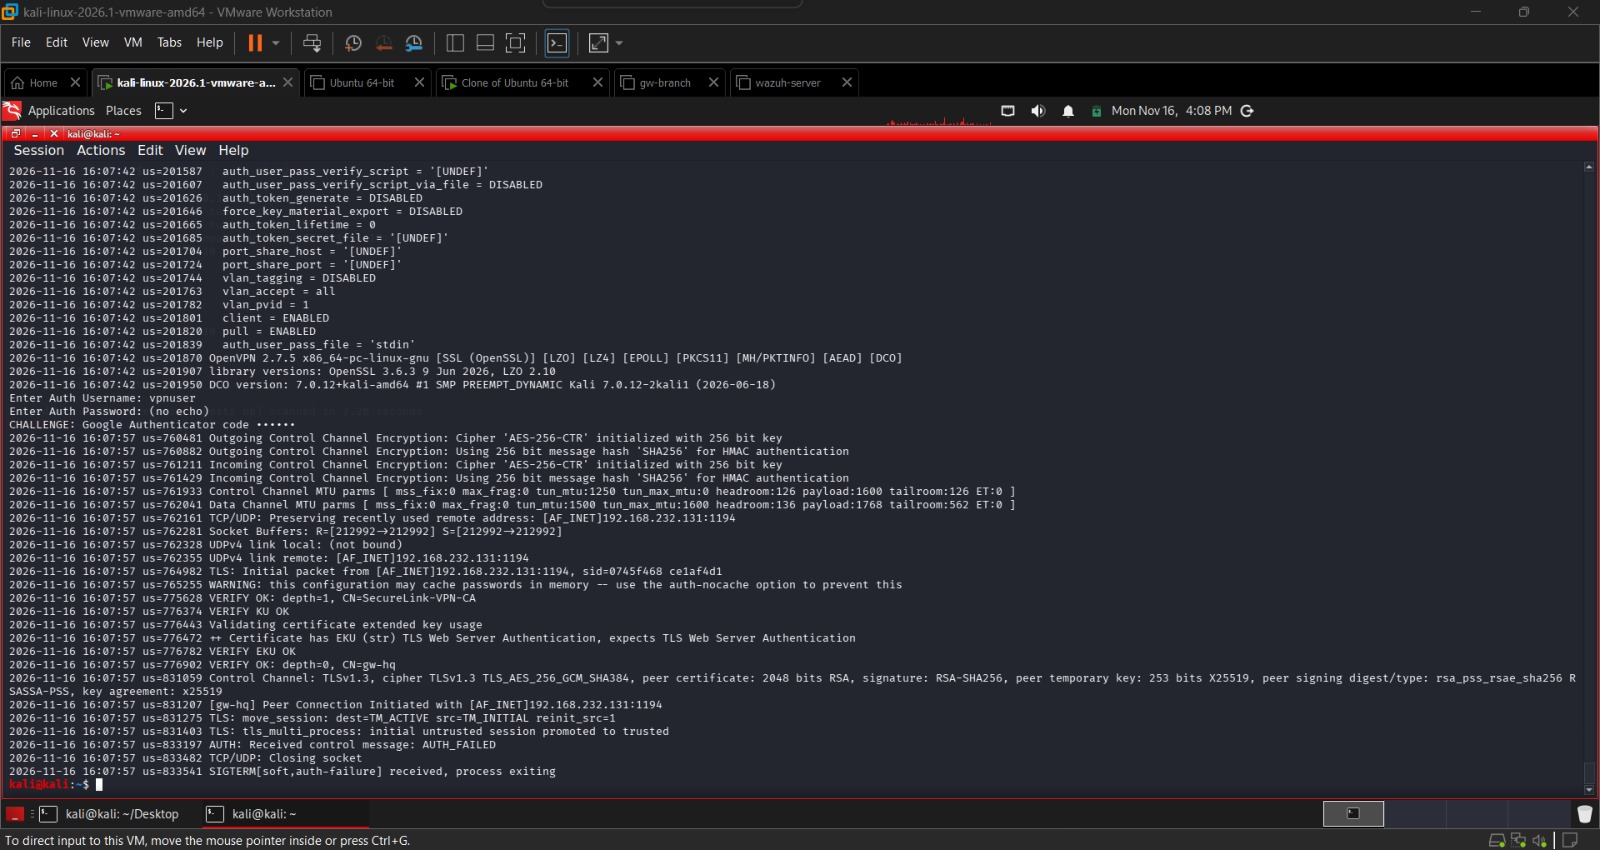 kali-linux-2026.1-vmware-amd64 - VMware Workstation
File Edit View VM Tabs Help
Home kali-linux-2026.1-vmware-a... Ubuntu 64-bit Clone of Ubuntu 64-bit gw-branch wazuh-server
Applications Places Mon Nov 16, 4:08 PM
kali@kali: ~
Session Actions Edit View Help
2026-11-16 16:07:42 us=201587 auth_user_pass_verify_script = '[UNDEF]'
2026-11-16 16:07:42 us=201607 auth_user_pass_verify_script_via_file = DISABLED
2026-11-16 16:07:42 us=201626 auth_token_generate = DISABLED
2026-11-16 16:07:42 us=201646 force_key_material_export = DISABLED
2026-11-16 16:07:42 us=201665 auth_token_lifetime = 0
2026-11-16 16:07:42 us=201685 auth_token_secret_file = '[UNDEF]'
2026-11-16 16:07:42 us=201704 port_share_host = '[UNDEF]'
2026-11-16 16:07:42 us=201724 port_share_port = '[UNDEF]'
2026-11-16 16:07:42 us=201744 vlan_tagging = DISABLED
2026-11-16 16:07:42 us=201763 vlan_accept = all
2026-11-16 16:07:42 us=201782 vlan_pvid = 1
2026-11-16 16:07:42 us=201801 client = ENABLED
2026-11-16 16:07:42 us=201820 pull = ENABLED
2026-11-16 16:07:42 us=201839 auth_user_pass_file = 'stdin'
2026-11-16 16:07:42 us=201870 OpenVPN 2.7.5 x86_64-pc-linux-gnu [SSL (OpenSSL)] [LZO] [LZ4] [EPOLL] [PKCS11] [MH/PKTINFO] [AEAD] [DCO]
2026-11-16 16:07:42 us=201907 library versions: OpenSSL 3.6.3 9 Jun 2026, LZO 2.10
2026-11-16 16:07:42 us=201950 DCO version: 7.0.12+kali-amd64 #1 SMP PREEMPT_DYNAMIC Kali 7.0.12-2kali1 (2026-06-18)
Enter Auth Username: vpnuser
Enter Auth Password: (no echo)
CHALLENGE: Google Authenticator code ••••••
2026-11-16 16:07:57 us=760481 Outgoing Control Channel Encryption: Cipher 'AES-256-CTR' initialized with 256 bit key
2026-11-16 16:07:57 us=760882 Outgoing Control Channel Encryption: Using 256 bit message hash 'SHA256' for HMAC authentication
2026-11-16 16:07:57 us=761211 Incoming Control Channel Encryption: Cipher 'AES-256-CTR' initialized with 256 bit key
2026-11-16 16:07:57 us=761429 Incoming Control Channel Encryption: Using 256 bit message hash 'SHA256' for HMAC authentication
2026-11-16 16:07:57 us=761933 Control Channel MTU parms [ mss_fix:0 max_frag:0 tun_mtu:1250 tun_max_mtu:0 headroom:126 payload:1600 tailroom:126 ET:0 ]
2026-11-16 16:07:57 us=762041 Data Channel MTU parms [ mss_fix:0 max_frag:0 tun_mtu:1500 tun_max_mtu:1600 headroom:136 payload:1768 tailroom:562 ET:0 ]
2026-11-16 16:07:57 us=762161 TCP/UDP: Preserving recently used remote address: [AF_INET]192.168.232.131:1194
2026-11-16 16:07:57 us=762281 Socket Buffers: R=[212992→212992] S=[212992→212992]
2026-11-16 16:07:57 us=762328 UDPv4 link local: (not bound)
2026-11-16 16:07:57 us=762355 UDPv4 link remote: [AF_INET]192.168.232.131:1194
2026-11-16 16:07:57 us=764982 TLS: Initial packet from [AF_INET]192.168.232.131:1194, sid=0745f468 ce1af4d1
2026-11-16 16:07:57 us=765255 WARNING: this configuration may cache passwords in memory -- use the auth-nocache option to prevent this
2026-11-16 16:07:57 us=775628 VERIFY OK: depth=1, CN=SecureLink-VPN-CA
2026-11-16 16:07:57 us=776374 VERIFY KU OK
2026-11-16 16:07:57 us=776443 Validating certificate extended key usage
2026-11-16 16:07:57 us=776472 ++ Certificate has EKU (str) TLS Web Server Authentication, expects TLS Web Server Authentication
2026-11-16 16:07:57 us=776782 VERIFY EKU OK
2026-11-16 16:07:57 us=776902 VERIFY OK: depth=0, CN=gw-hq
2026-11-16 16:07:57 us=831059 Control Channel: TLSv1.3, cipher TLSv1.3 TLS_AES_256_GCM_SHA384, peer certificate: 2048 bits RSA, signature: RSA-SHA256, peer temporary key: 253 bits X25519, peer signing digest/type: rsa_pss_rsae_sha256 R
SASSA-PSS, key agreement: x25519
2026-11-16 16:07:57 us=831207 [gw-hq] Peer Connection Initiated with [AF_INET]192.168.232.131:1194
2026-11-16 16:07:57 us=831275 TLS: move_session: dest=TM_ACTIVE src=TM_INITIAL reinit_src=1
2026-11-16 16:07:57 us=831403 TLS: tls_multi_process: initial untrusted session promoted to trusted
2026-11-16 16:07:57 us=833197 AUTH: Received control message: AUTH_FAILED
2026-11-16 16:07:57 us=833482 TCP/UDP: Closing socket
2026-11-16 16:07:57 us=833541 SIGTERM[soft,auth-failure] received, process exiting
kali@kali:~$
kali@kali: ~/Desktop kali@kali: ~
To direct input to this VM, move the mouse pointer inside or press Ctrl+G.